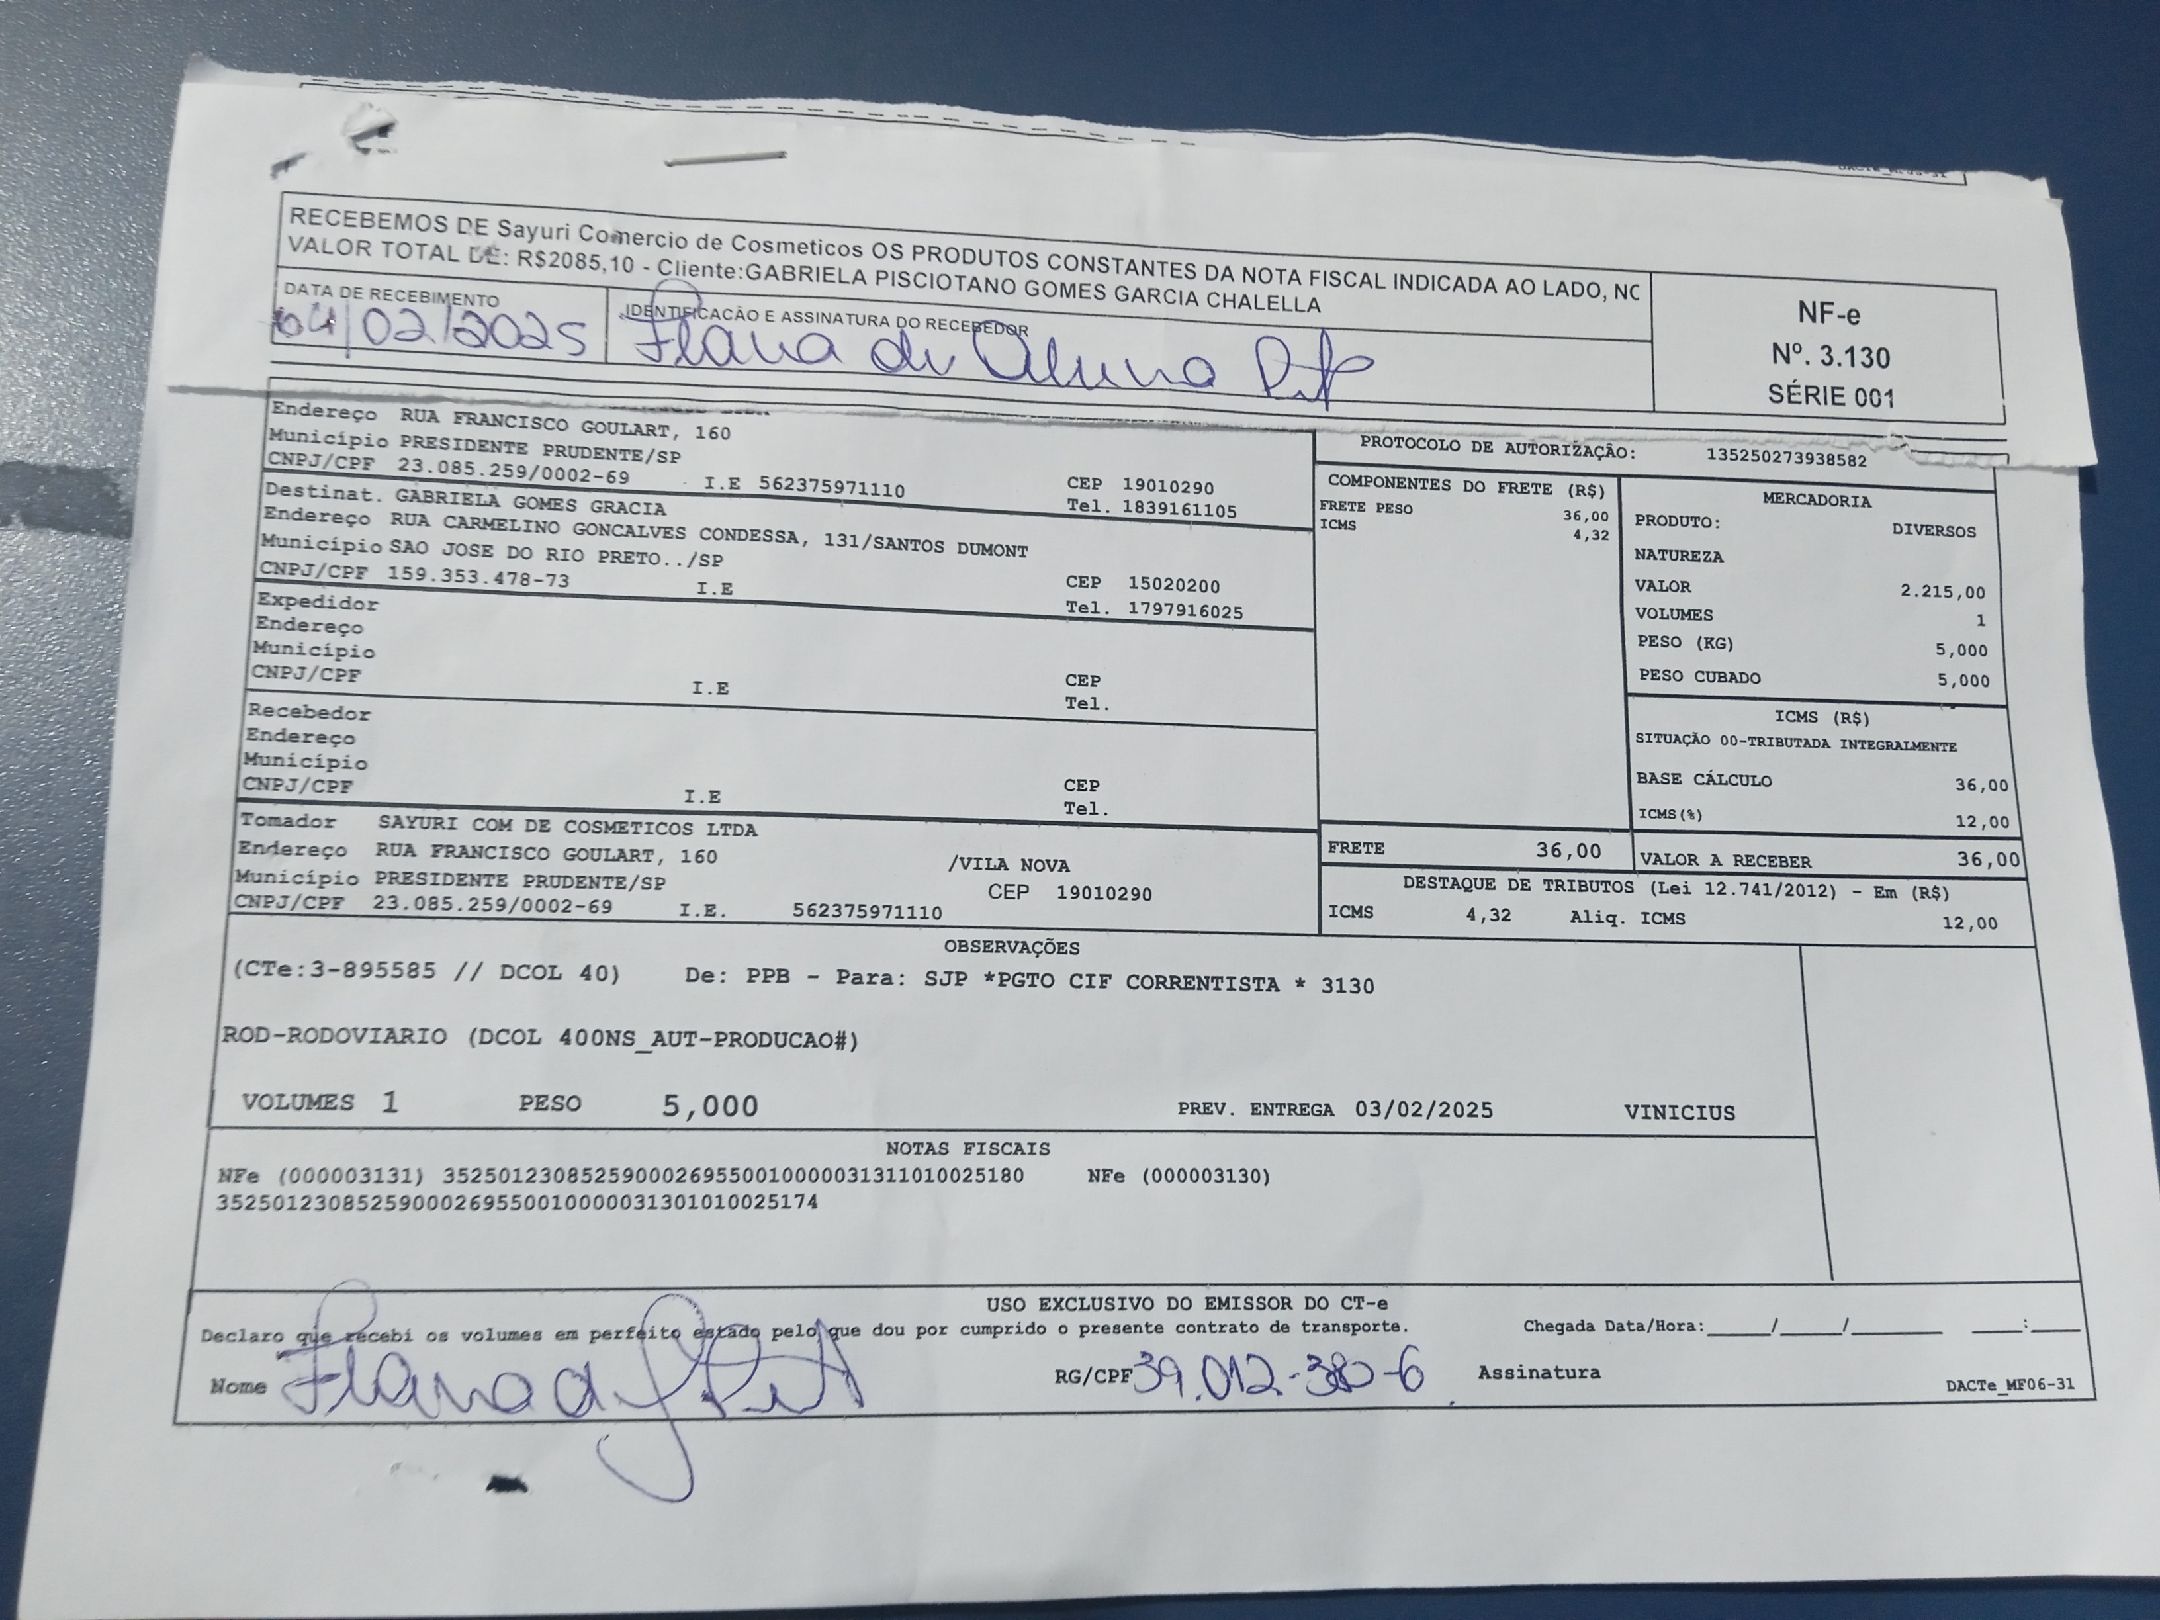 RECEBEMOS DE Sayuri Comercio de Cosmeticos OS PRODUTOS CONSTANTES DA NOTA FISCAL INDICADA AO LADO, NO
VALOR TOTAL DE: R$2085,10 - Cliente:GABRIELA PISCIOTANO GOMES GARCIA CHALELLA
DATA DE RECEBIMENTO
04/02/2025
IDENTIFICAÇÃO E ASSINATURA DO RECEBEDOR
NF-e
Nº. 3.130
SÉRIE 001
Endereço RUA FRANCISCO GOULART, 160
Município PRESIDENTE PRUDENTE/SP
CNPJ/CPF 23.085.259/0002-69 I.E 562375971110 CEP 19010290
Tel. 1839161105
Destinat. GABRIELA GOMES GRACIA
Endereço RUA CARMELINO GONCALVES CONDESSA, 131/SANTOS DUMONT
Município SAO JOSE DO RIO PRETO../SP CEP 15020200
CNPJ/CPF 159.353.478-73 I.E Tel. 1797916025
Expedidor
Endereço
Município CEP
CNPJ/CPF I.E Tel.
Recebedor
Endereço
Município CEP
CNPJ/CPF I.E Tel.
Tomador SAYURI COM DE COSMETICOS LTDA
Endereço RUA FRANCISCO GOULART, 160 /VILA NOVA
Município PRESIDENTE PRUDENTE/SP CEP 19010290
CNPJ/CPF 23.085.259/0002-69 I.E. 562375971110
PROTOCOLO DE AUTORIZAÇÃO: 135250273938582
COMPONENTES DO FRETE (R$)
FRETE PESO 36,00
ICMS 4,32
MERCADORIA
PRODUTO: DIVERSOS
NATUREZA
VALOR 2.215,00
VOLUMES 1
PESO (KG) 5,000
PESO CUBADO 5,000
ICMS (R$)
SITUAÇÃO 00-TRIBUTADA INTEGRALMENTE
BASE CÁLCULO 36,00
ICMS(%) 12,00
FRETE 36,00
VALOR A RECEBER 36,00
DESTAQUE DE TRIBUTOS (Lei 12.741/2012) - Em (R$)
ICMS 4,32 Aliq. ICMS 12,00
OBSERVAÇÕES
(CTe:3-895585 // DCOL 40) De: PPB - Para: SJP *PGTO CIF CORRENTISTA * 3130
ROD-RODOVIARIO (DCOL 400NS_AUT-PRODUCAO#)
VOLUMES 1 PESO 5,000 PREV. ENTREGA 03/02/2025 VINICIUS
NOTAS FISCAIS
NFe (000003131) 35250123085259000269550010000031311010025180 NFe (000003130)
35250123085259000269550010000031301010025174
USO EXCLUSIVO DO EMISSOR DO CT-e
Declaro que recebi os volumes em perfeito estado pelo que dou por cumprido o presente contrato de transporte. Chegada Data/Hora:_____/_____/________ ____:____
Nome RG/CPF 39.012-380-6 Assinatura
DACTe_MF06-31